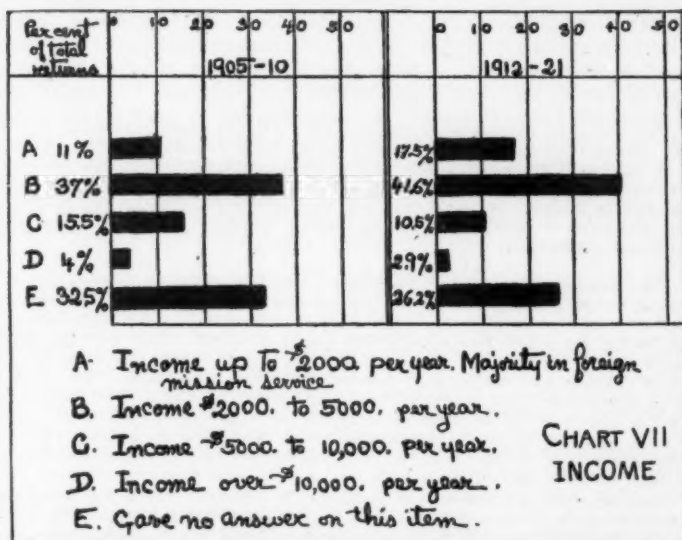 Per cent of total returns
0 10 20 30 40 50
0 10 20 30 40 50
1905-10
1912-21
A 11% 17.5%
B 37% 41.6%
C 15.5% 10.5%
D 4% 2.9%
E 32.5% 26.2%
A. Income up to $2000. per year. Majority in foreign
mission service
B. Income $2000. to 5000. per year.
C. Income $5000. to 10,000. per year.
D. Income over $10,000. per year.
E. Gave no answer on this item.
CHART VII
INCOME